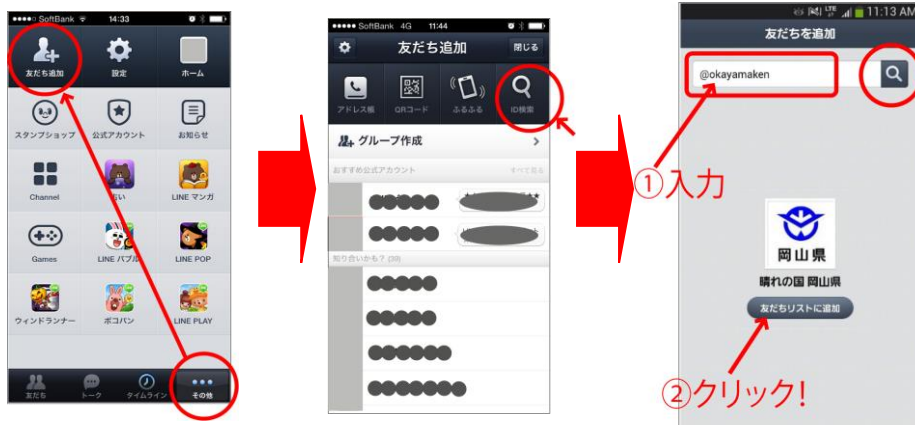 SoftBank 14:33
友だち追加
設定
ホーム
スタンプショップ
公式アカウント
お知らせ
Channel
占い
LINE マンガ
Games
LINE バブル
LINE POP
ウィンドランナー
ポコパン
LINE PLAY
友だち
トーク
タイムライン
その他
SoftBank 4G 11:44
友だち追加
閉じる
アドレス帳
QRコード
ふるふる
ID検索
グループ作成
おすすめ公式アカウント
すべて見る
知り合いかも? (39)
LTE 11:13 AM
友だちを追加
@okayamaken
①入力
岡山県
晴れの国 岡山県
友だちリストに追加
②クリック!